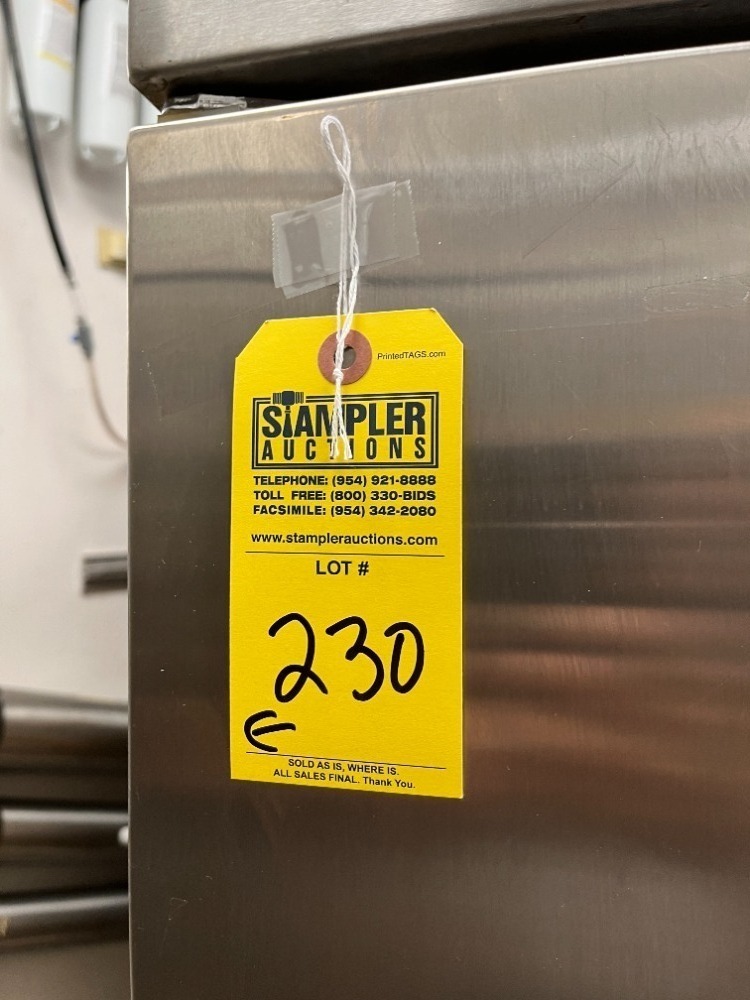 PrintedTAGS.com
STAMPLER
AUCTIONS
TELEPHONE: (954) 921-8888
TOLL FREE: (800) 330-BIDS
FACSIMILE: (954) 342-2080
www.stamplerauctions.com
LOT #
230
SOLD AS IS, WHERE IS.
ALL SALES FINAL. Thank You.